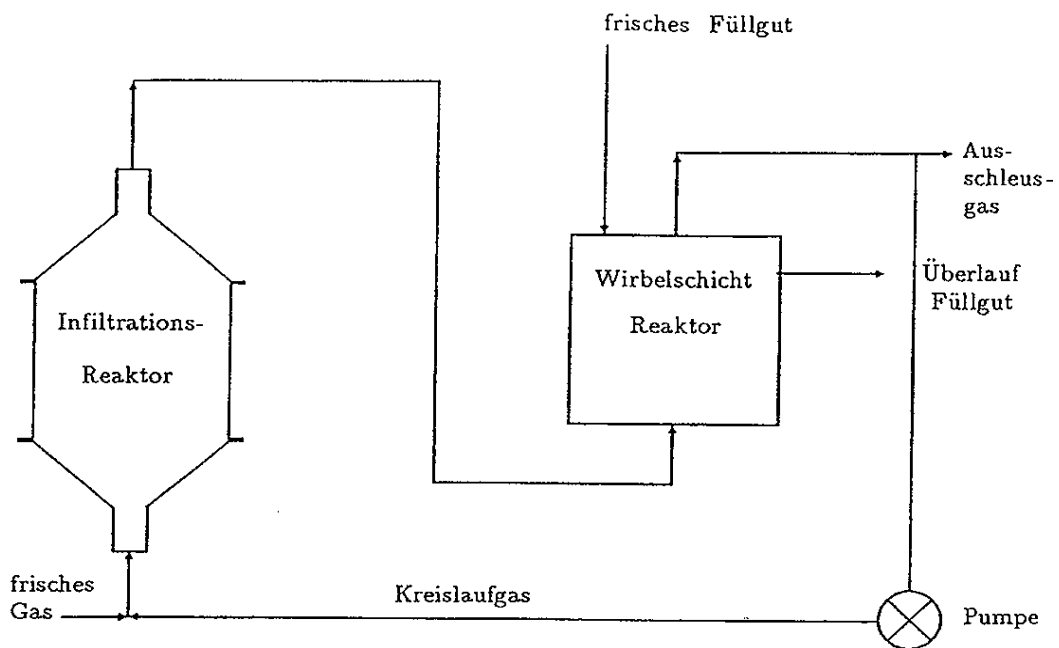 frisches Füllgut
Aus-
schleus-
gas
Wirbelschicht
Reaktor
Überlauf
Füllgut
Infiltrations-
Reaktor
frisches
Gas
Kreislaufgas
Pumpe